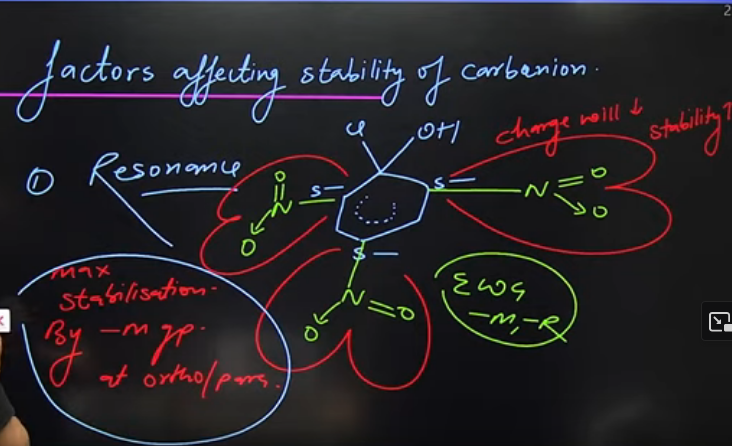 factors affecting stability of carbanion.
① Resonance
Cl OH
charge will ↓ stability ↑
O
N
O
S−
S−
N
O
O
S−
N
O
O
max
stabilisation.
By −m gp.
at ortho/para.
EWG
−M, −R
2